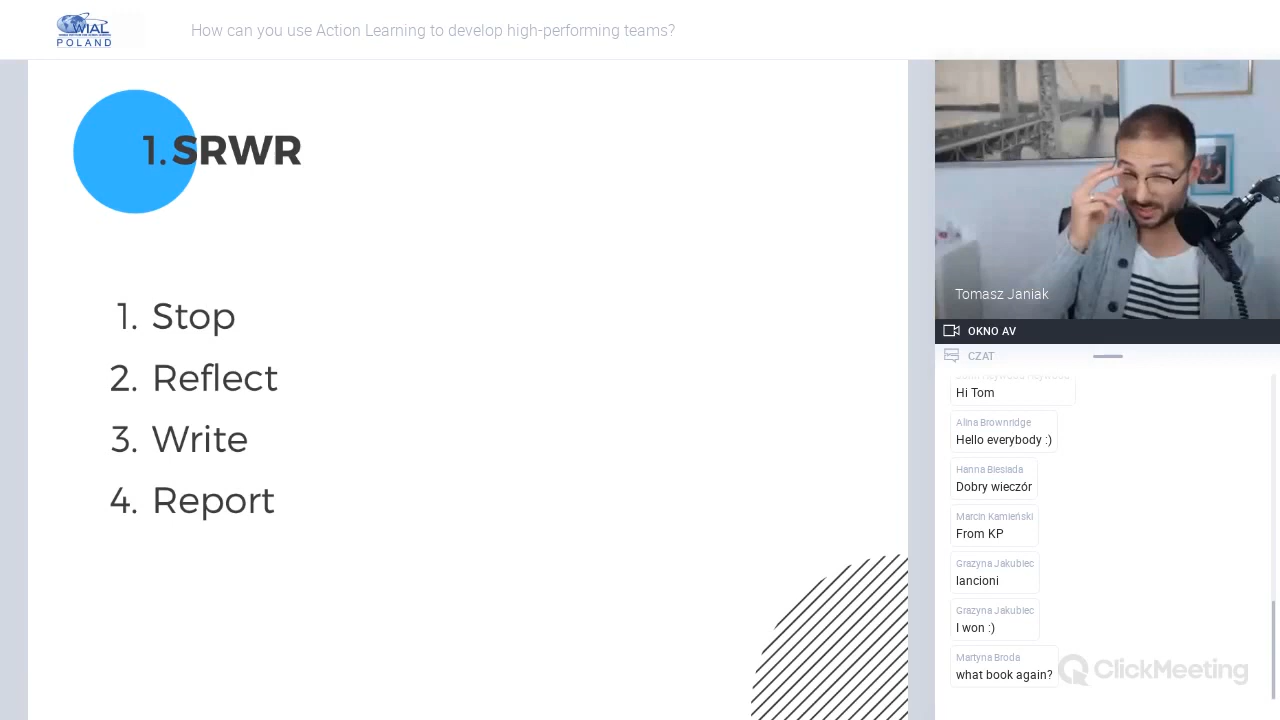 WIAL
POLAND
How can you use Action Learning to develop high-performing teams?
1. SRWR
1. Stop
2. Reflect
3. Write
4. Report
Tomasz Janiak
OKNO AV
CZAT
Hi Tom
Alina Brownridge
Hello everybody :)
Hanna Biesiada
Dobry wieczór
Marcin Kamieński
From KP
Grazyna Jakubiec
lancioni
Grazyna Jakubiec
I won :)
Martyna Broda
what book again?
ClickMeeting